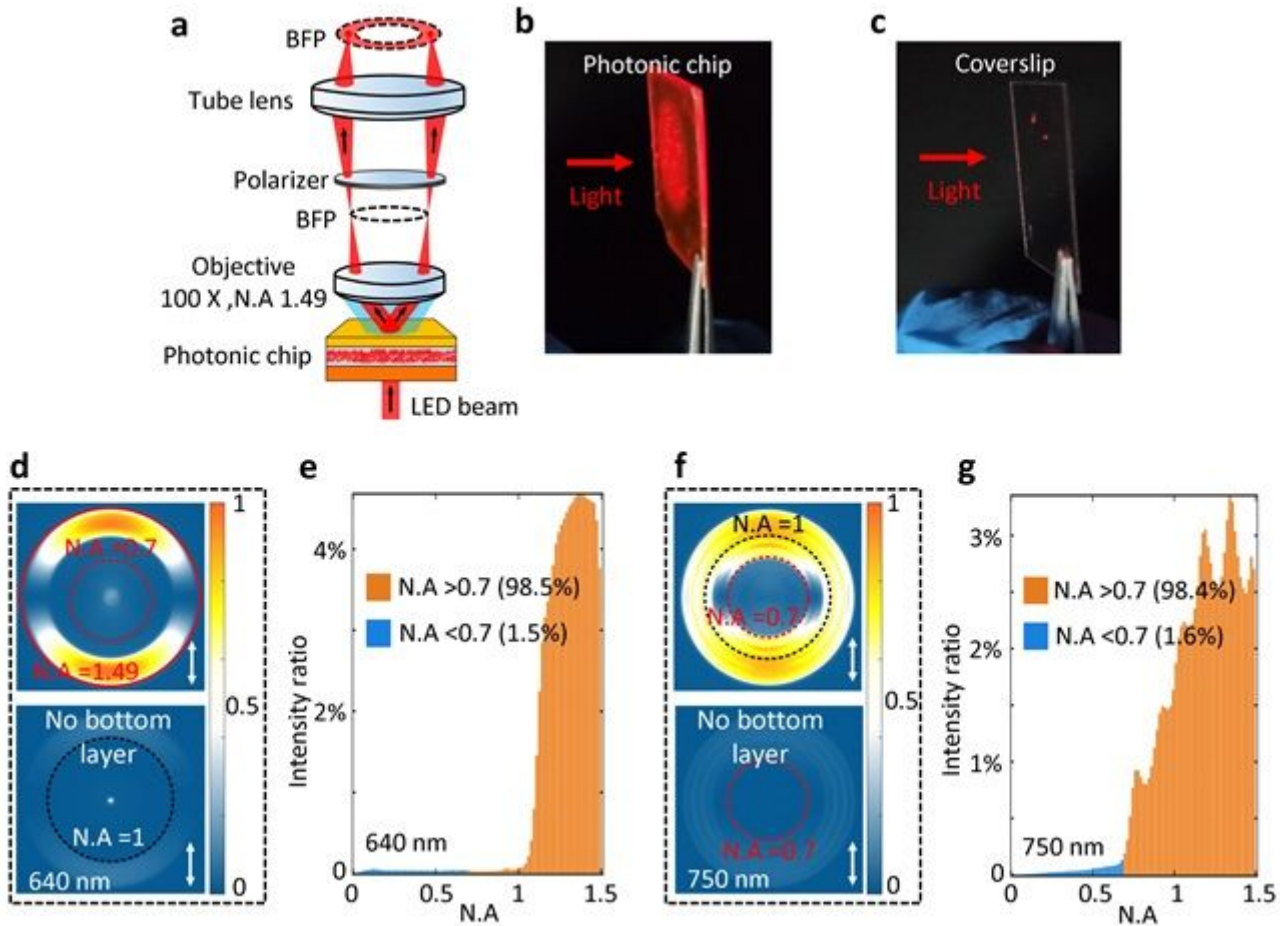 a
BFP
Tube lens
Polarizer
BFP
Objective
100 X ,N.A 1.49
Photonic chip
LED beam
b
Photonic chip
Light
c
Coverslip
Light
d
N.A =0.7
N.A =1.49
1
0.5
0
No bottom
layer
N.A =1
640 nm
e
Intensity ratio
4%
2%
0
N.A >0.7 (98.5%)
N.A <0.7 (1.5%)
640 nm
0
0.5
1
1.5
N.A
f
N.A =1
N.A =0.7
1
0.5
0
No bottom
layer
N.A =0.7
750 nm
g
Intensity ratio
3%
2%
1%
0
N.A >0.7 (98.4%)
N.A <0.7 (1.6%)
750 nm
0
0.5
1
1.5
N.A